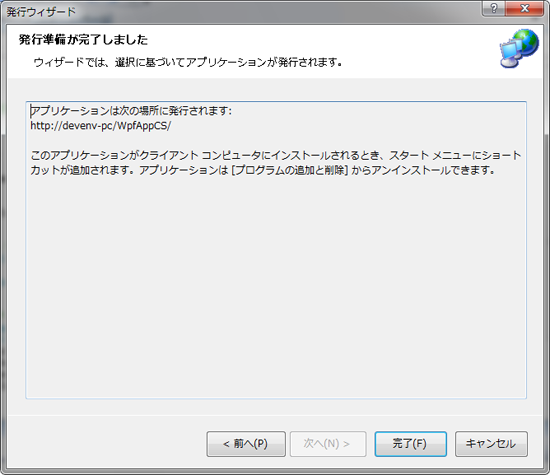 発行ウィザード
?
発行準備が完了しました
ウィザードでは、選択に基づいてアプリケーションが発行されます。
アプリケーションは次の場所に発行されます:
http://devenv-pc/WpfAppCS/
このアプリケーションがクライアント コンピュータにインストールされるとき、スタート メニューにショート
カットが追加されます。アプリケーションは [プログラムの追加と削除] からアンインストールできます。
< 前へ(P)
次へ(N) >
完了(F)
キャンセル